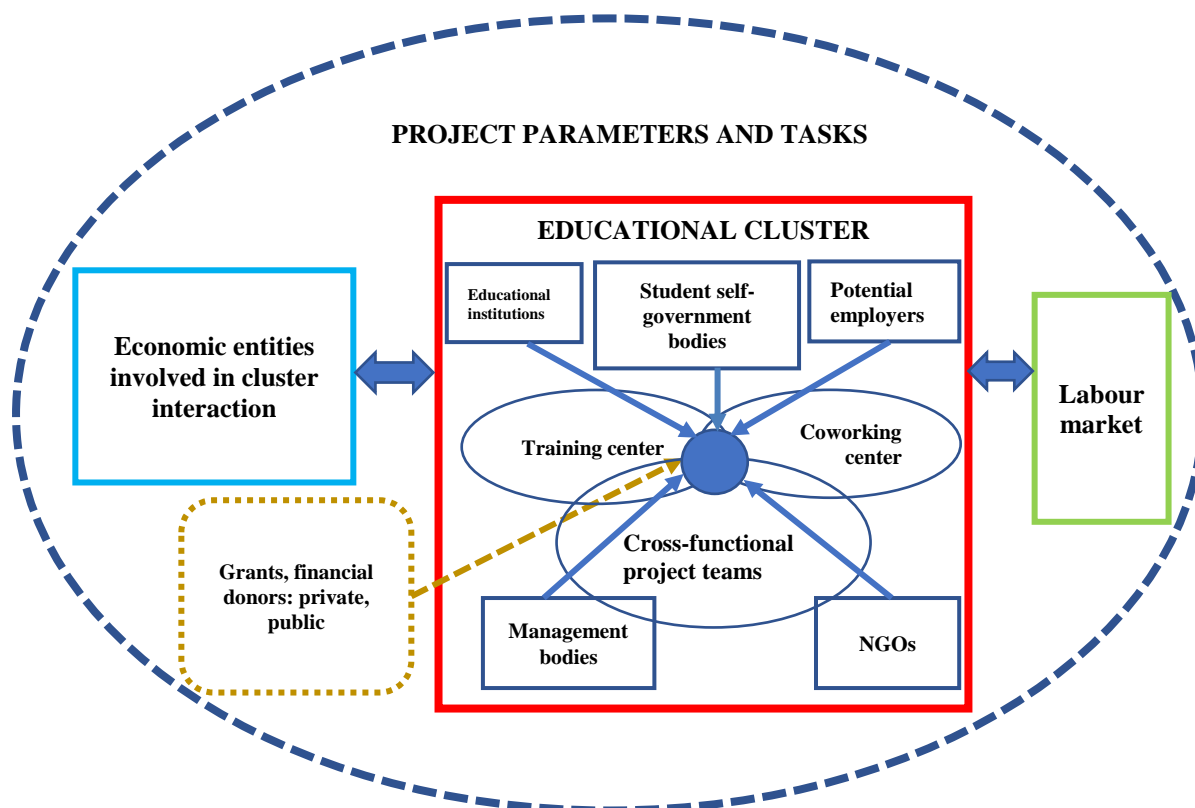 PROJECT PARAMETERS AND TASKS
EDUCATIONAL CLUSTER
Educational
institutions
Student self-
government
bodies
Potential
employers
Economic entities
involved in cluster
interaction
Labour
market
Training center
Coworking
center
Cross-functional
project teams
Grants, financial
donors: private,
public
Management
bodies
NGOs